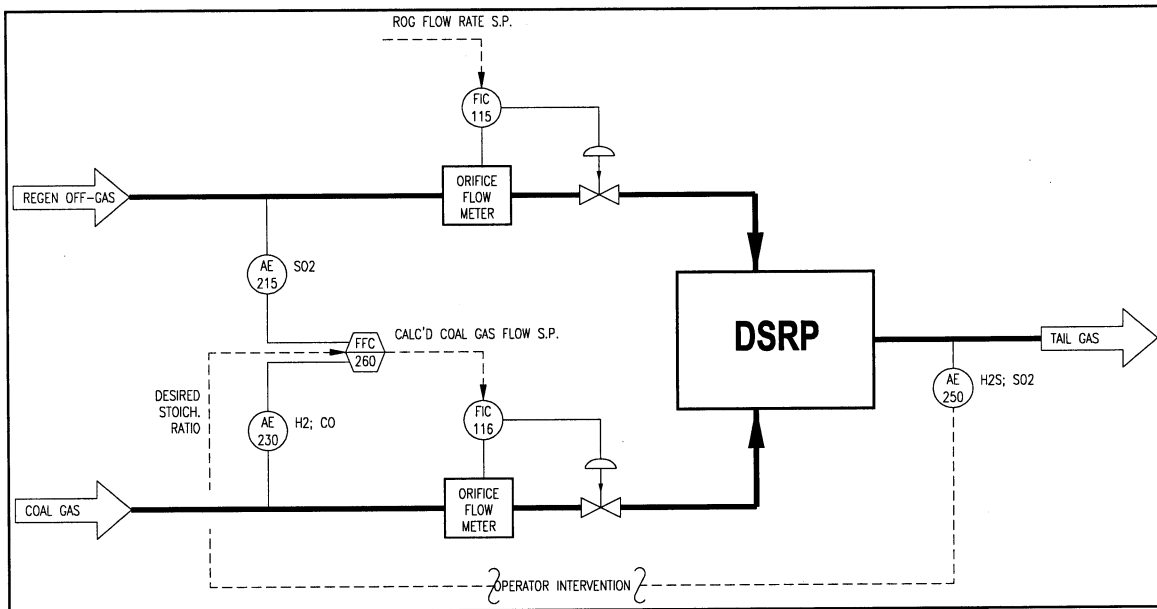 ROG FLOW RATE S.P.
FIC
115
REGEN OFF-GAS
ORIFICE
FLOW
METER
AE
215
SO2
CALC'D COAL GAS FLOW S.P.
FFC
260
DSRP
TAIL GAS
DESIRED
STOICH.
RATIO
AE
230
H2; CO
FIC
116
AE
250
H2S; SO2
COAL GAS
ORIFICE
FLOW
METER
OPERATOR INTERVENTION